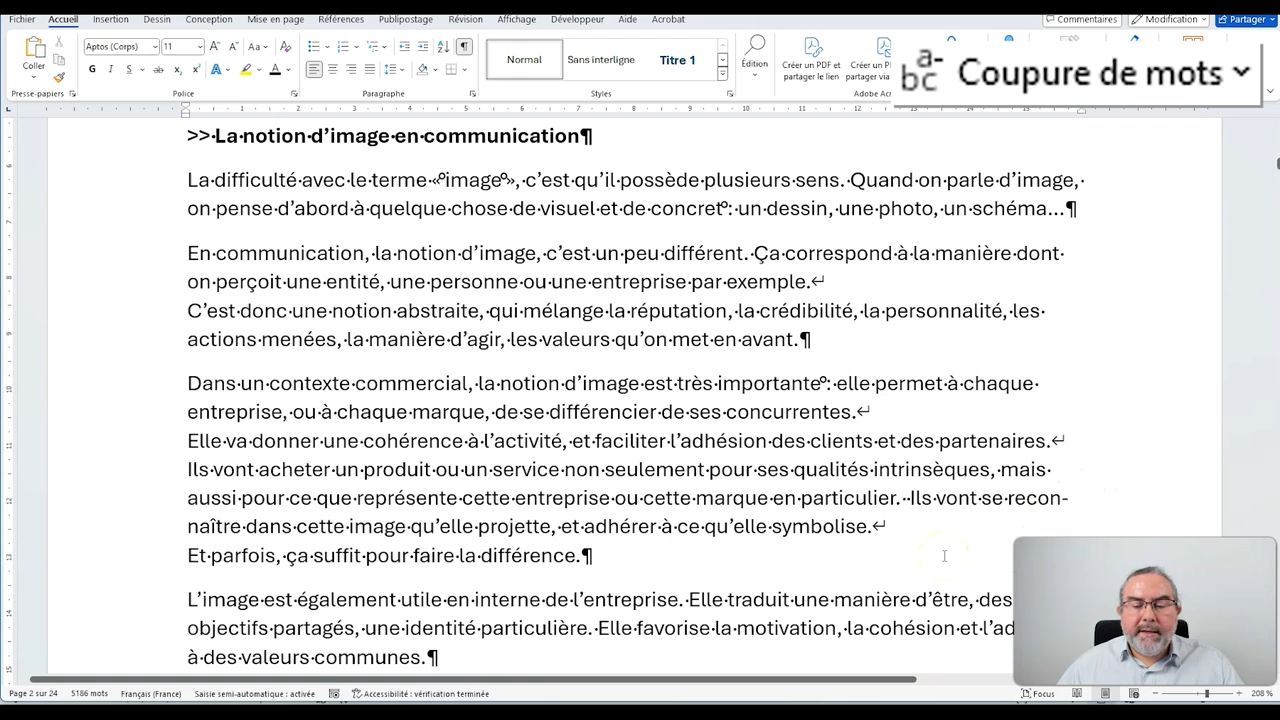 Fichier Accueil Insertion Dessin Conception Mise en page Références Publipostage Révision Affichage Développeur Aide Acrobat Commentaires Modification Partager
Aptos (Corps) 11 Aa
Coller
G I S ab x₂ x² A
Normal Sans interligne Titre 1
Édition
Créer un PDF et partager le lien
Créer un PDF
partager via
Presse-papiers Police Paragraphe Styles Adobe Acr
a-
bc Coupure de mots
>>·La·notion·d’image·en·communication¶
La·difficulté·avec·le·terme·«°image°»,·c’est·qu’il·possède·plusieurs·sens.·Quand·on·parle·d’image,·
on·pense·d’abord·à·quelque·chose·de·visuel·et·de·concret°:·un·dessin,·une·photo,·un·schéma…¶
En·communication,·la·notion·d’image,·c’est·un·peu·différent.·Ça·correspond·à·la·manière·dont·
on·perçoit·une·entité,·une·personne·ou·une·entreprise·par·exemple.↵
C’est·donc·une·notion·abstraite,·qui·mélange·la·réputation,·la·crédibilité,·la·personnalité,·les·
actions·menées,·la·manière·d’agir,·les·valeurs·qu’on·met·en·avant.¶
Dans·un·contexte·commercial,·la·notion·d’image·est·très·importante°:·elle·permet·à·chaque·
entreprise,·ou·à·chaque·marque,·de·se·différencier·de·ses·concurrentes.↵
Elle·va·donner·une·cohérence·à·l’activité,·et·faciliter·l’adhésion·des·clients·et·des·partenaires.↵
Ils·vont·acheter·un·produit·ou·un·service·non·seulement·pour·ses·qualités·intrinsèques,·mais·
aussi·pour·ce·que·représente·cette·entreprise·ou·cette·marque·en·particulier.··Ils·vont·se·recon-
naître·dans·cette·image·qu’elle·projette,·et·adhérer·à·ce·qu’elle·symbolise.↵
Et·parfois,·ça·suffit·pour·faire·la·différence.¶
L’image·est·également·utile·en·interne·de·l’entreprise.·Elle·traduit·une·manière·d’être,·des
objectifs·partagés,·une·identité·particulière.·Elle·favorise·la·motivation,·la·cohésion·et·l’ad
à·des·valeurs·communes.¶
Page 2 sur 24 5186 mots Français (France) Saisie semi-automatique : activée Accessibilité : vérification terminée Focus 208 %